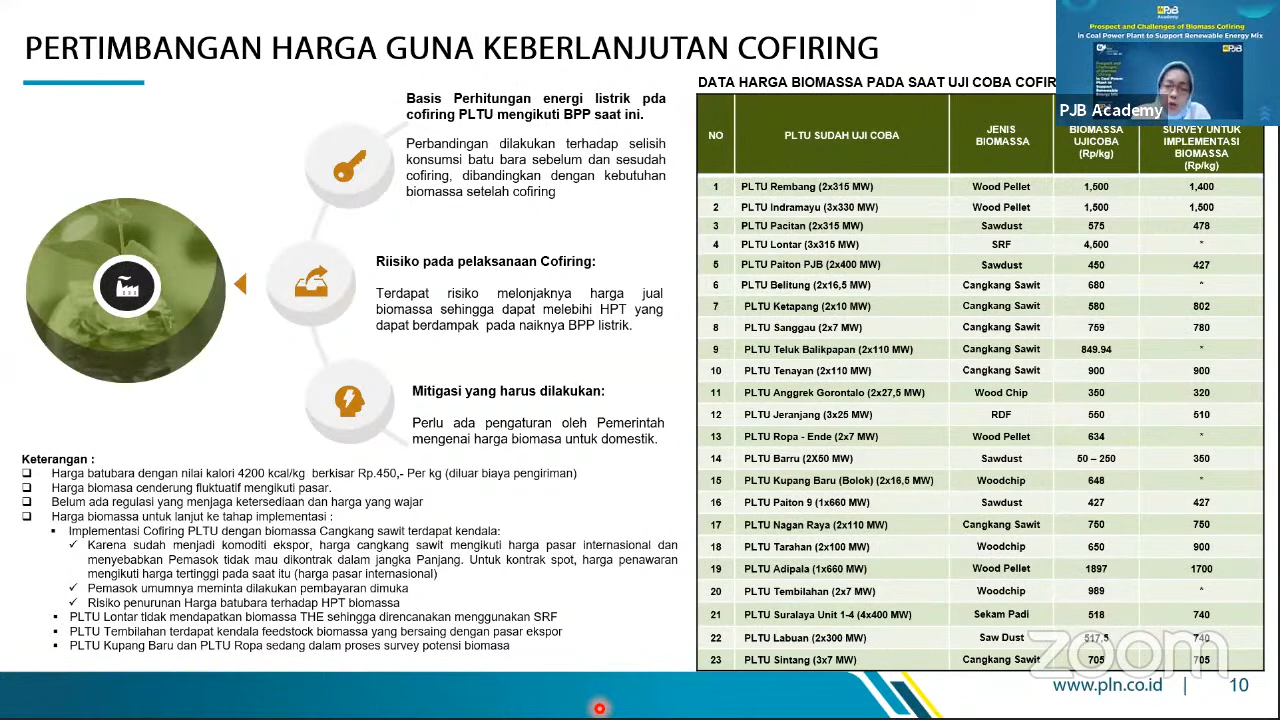 PERTIMBANGAN HARGA GUNA KEBERLANJUTAN COFIRING
PJB
Academy
Prospect and Challenges of Biomass Cofiring
in Coal Power Plant to Support Renewable Energy Mix
PJB Academy
Basis Perhitungan energi listrik pda
cofiring PLTU mengikuti BPP saat ini.
Perbandingan dilakukan terhadap selisih
konsumsi batu bara sebelum dan sesudah
cofiring, dibandingkan dengan kebutuhan
biomassa setelah cofiring
Riisiko pada pelaksanaan Cofiring:
Terdapat risiko melonjaknya harga jual
biomassa sehingga dapat melebihi HPT yang
dapat berdampak pada naiknya BPP listrik.
Mitigasi yang harus dilakukan:
Perlu ada pengaturan oleh Pemerintah
mengenai harga biomasa untuk domestik.
Keterangan :
Harga batubara dengan nilai kalori 4200 kcal/kg berkisar Rp.450,- Per kg (diluar biaya pengiriman)
Harga biomasa cenderung fluktuatif mengikuti pasar.
Belum ada regulasi yang menjaga ketersediaan dan harga yang wajar
Harga biomassa untuk lanjut ke tahap implementasi :
Implementasi Cofiring PLTU dengan biomassa Cangkang sawit terdapat kendala:
Karena sudah menjadi komoditi ekspor, harga cangkang sawit mengikuti harga pasar internasional dan
menyebabkan Pemasok tidak mau dikontrak dalam jangka Panjang. Untuk kontrak spot, harga penawaran
mengikuti harga tertinggi pada saat itu (harga pasar internasional)
Pemasok umumnya meminta dilakukan pembayaran dimuka
Risiko penurunan Harga batubara terhadap HPT biomassa
PLTU Lontar tidak mendapatkan biomassa THE sehingga direncanakan menggunakan SRF
PLTU Tembilahan terdapat kendala feedstock biomassa yang bersaing dengan pasar ekspor
PLTU Kupang Baru dan PLTU Ropa sedang dalam proses survey potensi biomasa
DATA HARGA BIOMASSA PADA SAAT UJI COBA COFIR
NO PLTU SUDAH UJI COBA JENIS BIOMASSA BIOMASSA UJICOBA (Rp/kg) SURVEY UNTUK IMPLEMENTASI BIOMASSA (Rp/kg)
1 PLTU Rembang (2x315 MW) Wood Pellet 1,500 1,400
2 PLTU Indramayu (3x330 MW) Wood Pellet 1,500 1,500
3 PLTU Pacitan (2x315 MW) Sawdust 575 478
4 PLTU Lontar (3x315 MW) SRF 4,500 *
5 PLTU Paiton PJB (2x400 MW) Sawdust 450 427
6 PLTU Belitung (2x16,5 MW) Cangkang Sawit 680 *
7 PLTU Ketapang (2x10 MW) Cangkang Sawit 580 802
8 PLTU Sanggau (2x7 MW) Cangkang Sawit 759 780
9 PLTU Teluk Balikpapan (2x110 MW) Cangkang Sawit 849.94 *
10 PLTU Tenayan (2x110 MW) Cangkang Sawit 900 900
11 PLTU Anggrek Gorontalo (2x27,5 MW) Wood Chip 350 320
12 PLTU Jeranjang (3x25 MW) RDF 550 510
13 PLTU Ropa - Ende (2x7 MW) Wood Pellet 634 *
14 PLTU Barru (2X50 MW) Sawdust 50 – 250 350
15 PLTU Kupang Baru (Bolok) (2x16,5 MW) Woodchip 648 *
16 PLTU Paiton 9 (1x660 MW) Sawdust 427 427
17 PLTU Nagan Raya (2x110 MW) Cangkang Sawit 750 750
18 PLTU Tarahan (2x100 MW) Woodchip 650 900
19 PLTU Adipala (1x660 MW) Wood Pellet 1897 1700
20 PLTU Tembilahan (2x7 MW) Woodchip 989 *
21 PLTU Suralaya Unit 1-4 (4x400 MW) Sekam Padi 518 740
22 PLTU Labuan (2x300 MW) Saw Dust 517,5 740
23 PLTU Sintang (3x7 MW) Cangkang Sawit 705 705
zoom
www.pln.co.id | 10